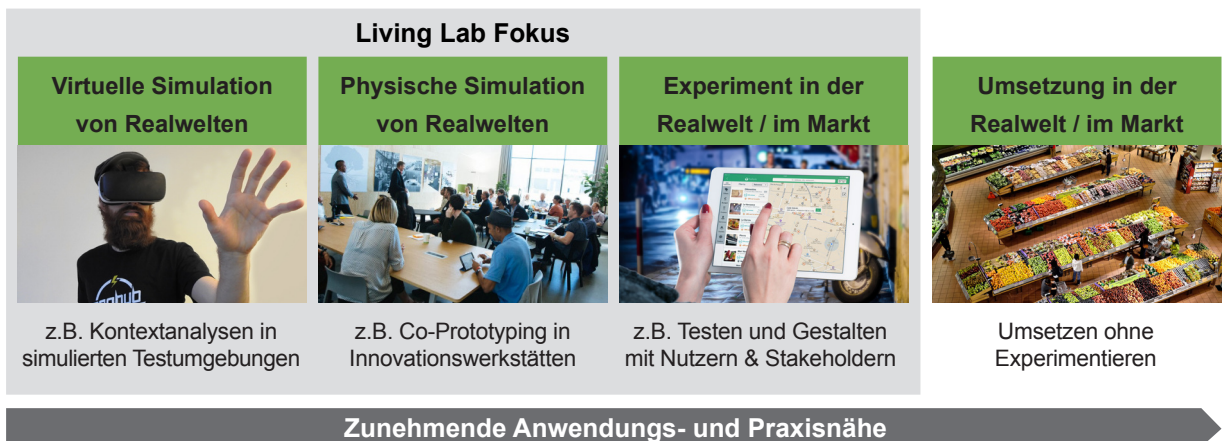 Living Lab Fokus
Virtuelle Simulation
von Realwelten
Physische Simulation
von Realwelten
Experiment in der
Realwelt / im Markt
Umsetzung in der
Realwelt / im Markt
z.B. Kontextanalysen in
simulierten Testumgebungen
z.B. Co-Prototyping in
Innovationswerkstätten
z.B. Testen und Gestalten
mit Nutzern & Stakeholdern
Umsetzen ohne
Experimentieren
Zunehmende Anwendungs- und Praxisnähe